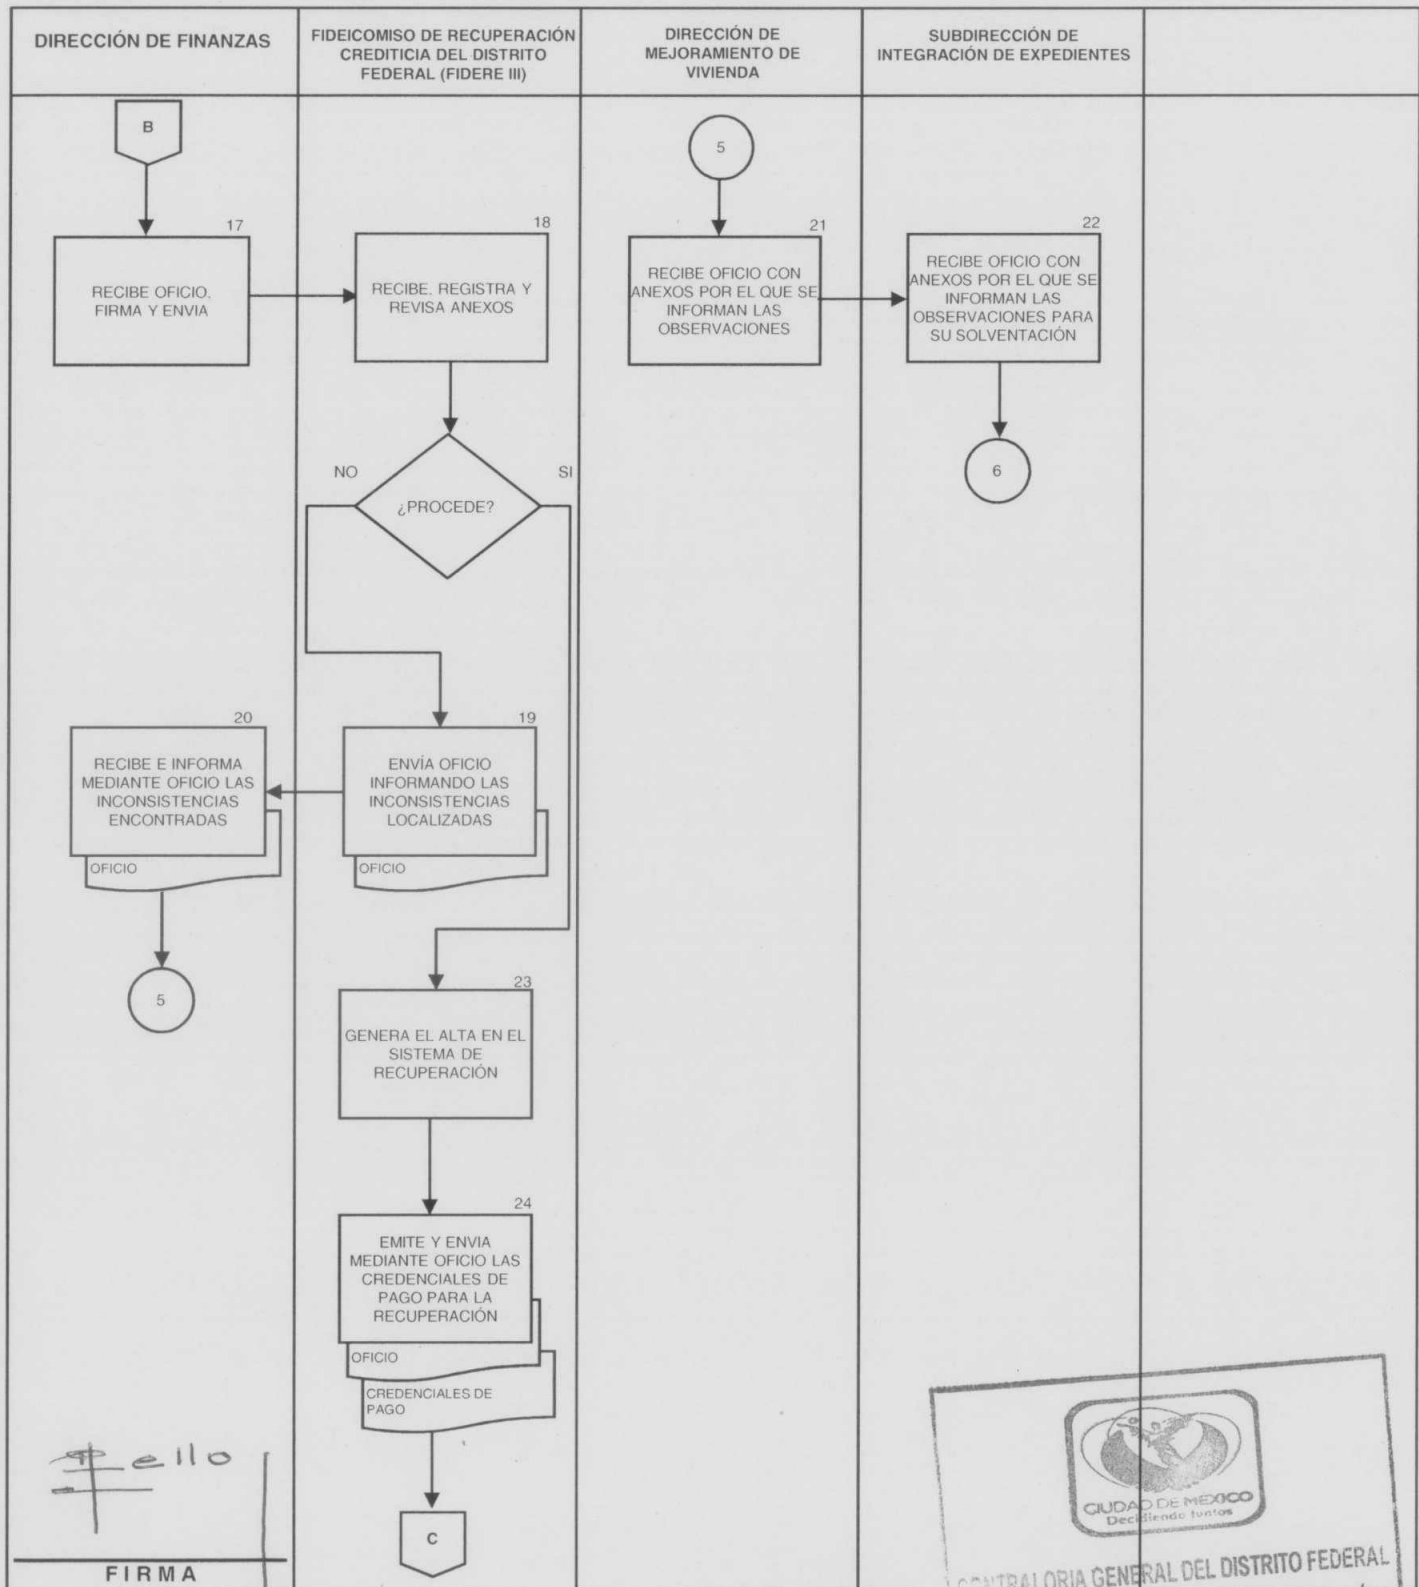 DIRECCIÓN DE FINANZAS
FIDEICOMISO DE RECUPERACIÓN
CREDITICIA DEL DISTRITO
FEDERAL (FIDERE III)
DIRECCIÓN DE
MEJORAMIENTO DE
VIVIENDA
SUBDIRECCIÓN DE
INTEGRACIÓN DE EXPEDIENTES
B
5
17
RECIBE OFICIO,
FIRMA Y ENVIA
18
RECIBE, REGISTRA Y
REVISA ANEXOS
21
RECIBE OFICIO CON
ANEXOS POR EL QUE SE
INFORMAN LAS
OBSERVACIONES
22
RECIBE OFICIO CON
ANEXOS POR EL QUE SE
INFORMAN LAS
OBSERVACIONES PARA
SU SOLVENTACIÓN
6
NO
SI
¿PROCEDE?
20
RECIBE E INFORMA
MEDIANTE OFICIO LAS
INCONSISTENCIAS
ENCONTRADAS
OFICIO
5
19
ENVÍA OFICIO
INFORMANDO LAS
INCONSISTENCIAS
LOCALIZADAS
OFICIO
23
GENERA EL ALTA EN EL
SISTEMA DE
RECUPERACIÓN
24
EMITE Y ENVIA
MEDIANTE OFICIO LAS
CREDENCIALES DE
PAGO PARA LA
RECUPERACIÓN
OFICIO
CREDENCIALES DE
PAGO
C
FIRMA
CIUDAD DE MEXICO
Decidiendo Juntos
CONTRALORIA GENERAL DEL DISTRITO FEDERAL